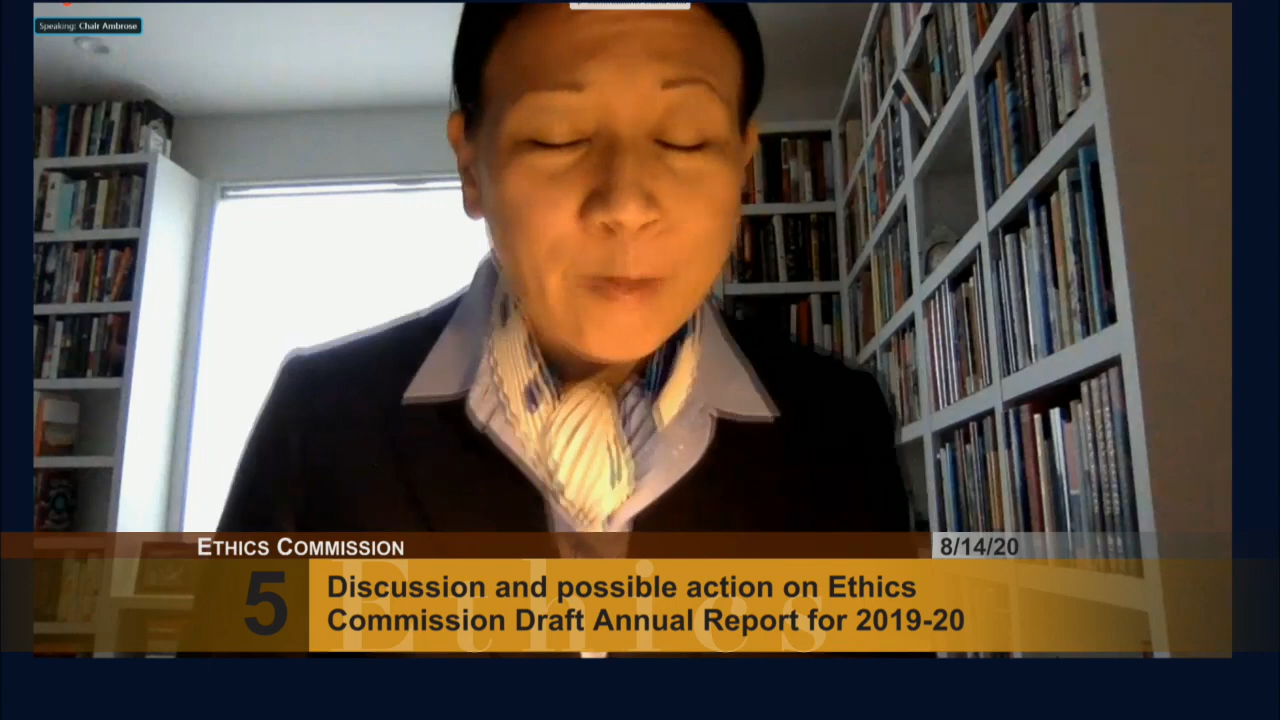 Speaking: Chair Ambrose
ETHICS COMMISSION
8/14/20
5
Discussion and possible action on Ethics
Commission Draft Annual Report for 2019-20
Ethics